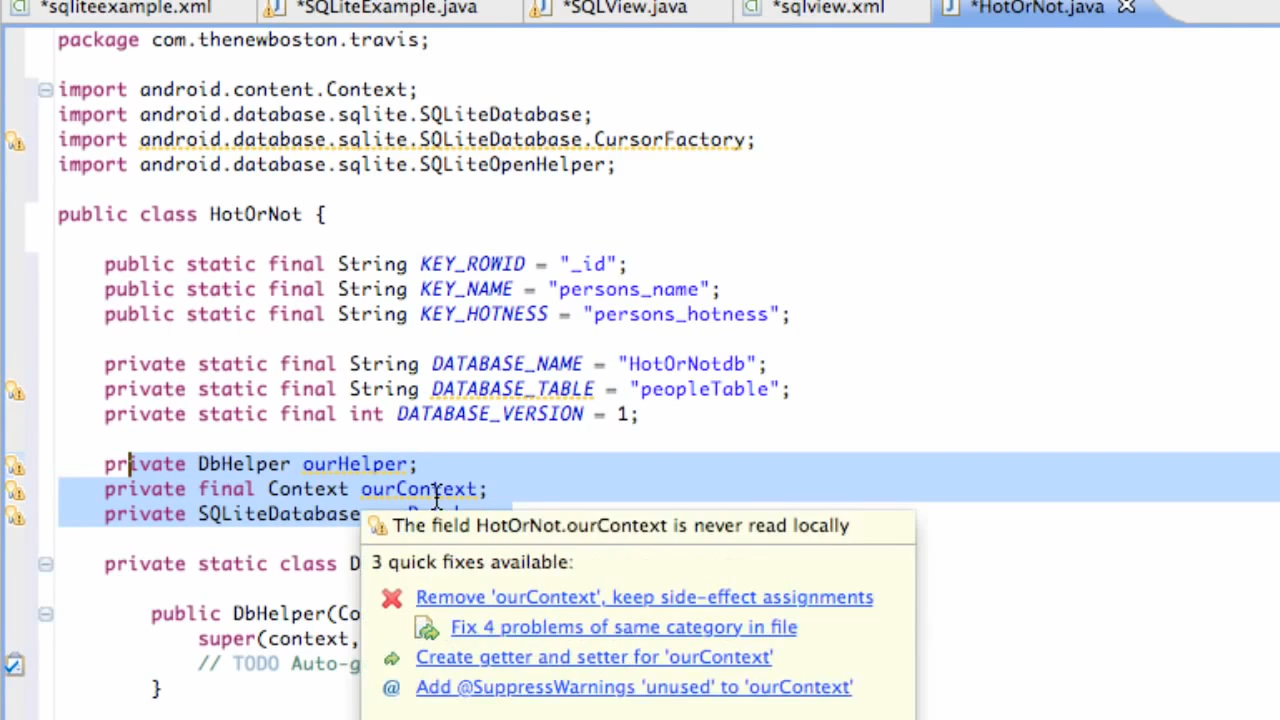 *sqliteexample.xml *SQLiteExample.java *SQLView.java *sqlview.xml *HotOrNot.java
package com.thenewboston.travis;
import android.content.Context;
import android.database.sqlite.SQLiteDatabase;
import android.database.sqlite.SQLiteDatabase.CursorFactory;
import android.database.sqlite.SQLiteOpenHelper;
public class HotOrNot {
public static final String KEY_ROWID = "_id";
public static final String KEY_NAME = "persons_name";
public static final String KEY_HOTNESS = "persons_hotness";
private static final String DATABASE_NAME = "HotOrNotdb";
private static final String DATABASE_TABLE = "peopleTable";
private static final int DATABASE_VERSION = 1;
private DbHelper ourHelper;
private final Context ourContext;
private SQLiteDatabase
private static class D
public DbHelper(Co
super(context,
// TODO Auto-g
}
The field HotOrNot.ourContext is never read locally
3 quick fixes available:
Remove 'ourContext', keep side-effect assignments
Fix 4 problems of same category in file
Create getter and setter for 'ourContext'
@ Add @SuppressWarnings 'unused' to 'ourContext'